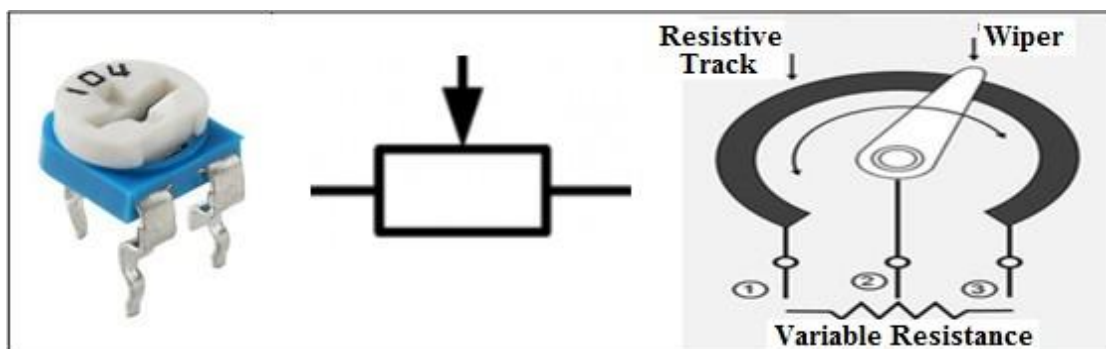 104
Resistive
Track
Wiper
1 2 3
Variable Resistance